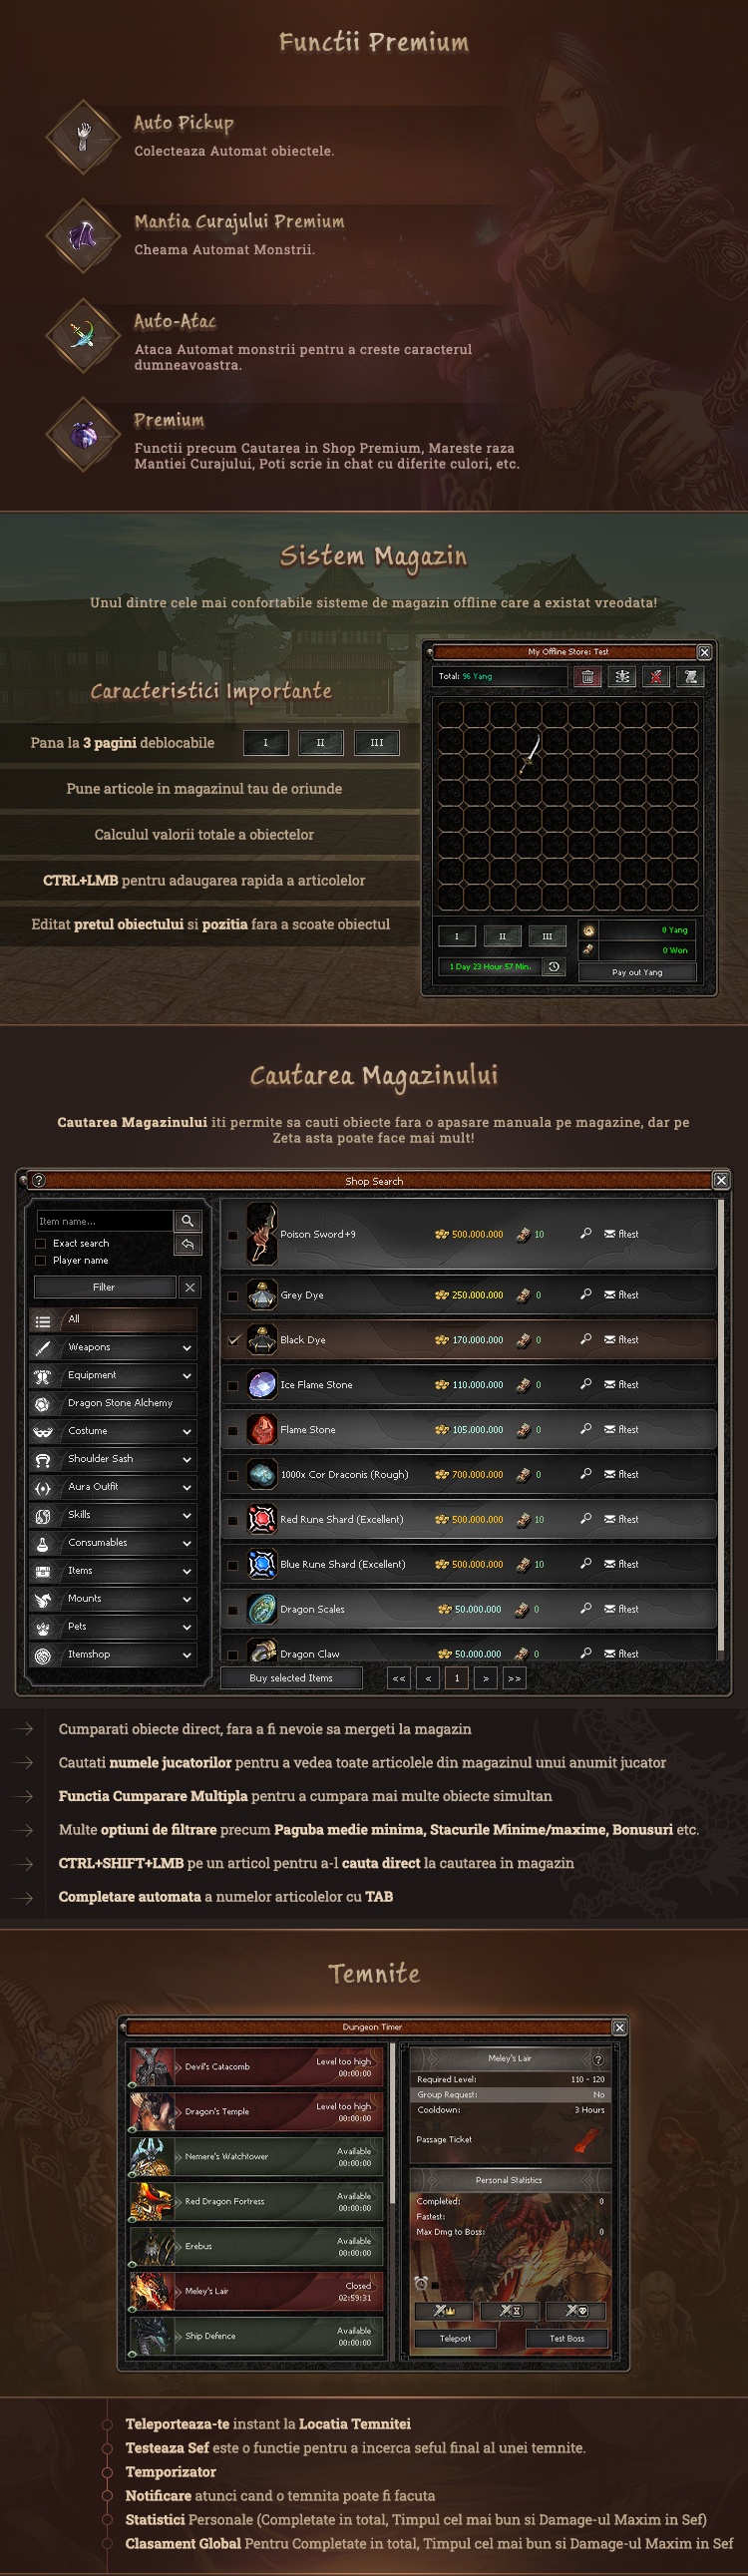 Functii Premium
Auto Pickup
Colecteaza Automat obiectele.
Mantia Curajului Premium
Cheama Automat Monstrii.
Auto-Atac
Ataca Automat monstrii pentru a creste caracterul
dumneavoastra.
Premium
Functii precum Cautarea in Shop Premium, Mareste raza
Mantiei Curajului, Poti scrie in chat cu diferite culori, etc.
Sistem Magazin
Unul dintre cele mai confortabile sisteme de magazin offline care a existat vreodata!
Caracteristici Importante
Pana la 3 pagini deblocabile I II III
Pune articole in magazinul tau de oriunde
Calculul valorii totale a obiectelor
CTRL+LMB pentru adaugarea rapida a articolelor
Editat pretul obiectului si pozitia fara a scoate obiectul
My Offline Store: Test
Total: 96 Yang
I II III
0 Yang
0 Won
1 Day 23 Hour 57 Min.
Pay out Yang
Cautarea Magazinului
Cautarea Magazinului iti permite sa cauti obiecte fara o apasare manuala pe magazine, dar pe
Zeta asta poate face mai mult!
Shop Search
Item name...
Exact search
Player name
Filter
All
Weapons
Equipment
Dragon Stone Alchemy
Costume
Shoulder Sash
Aura Outfit
Skills
Consumables
Items
Mounts
Pets
Itemshop
Poison Sword+9 500.000.000 10 Atest
Grey Dye 250.000.000 0 Atest
Black Dye 170.000.000 0 Atest
Ice Flame Stone 110.000.000 0 Atest
Flame Stone 105.000.000 0 Atest
1000x Cor Draconis (Rough) 700.000.000 0 Atest
Red Rune Shard (Excellent) 500.000.000 10 Atest
Blue Rune Shard (Excellent) 500.000.000 10 Atest
Dragon Scales 50.000.000 0 Atest
Dragon Claw 50.000.000 0 Atest
Buy selected Items << < 1 > >>
Cumparati obiecte direct, fara a fi nevoie sa mergeti la magazin
Cautati numele jucatorilor pentru a vedea toate articolele din magazinul unui anumit jucator
Functia Cumparare Multipla pentru a cumpara mai multe obiecte simultan
Multe optiuni de filtrare precum Paguba medie minima, Stacurile Minime/maxime, Bonusuri etc.
CTRL+SHIFT+LMB pe un articol pentru a-l cauta direct la cautarea in magazin
Completare automata a numelor articolelor cu TAB
Temnite
Dungeon Timer
Devil's Catacomb Level too high
00:00:00
Dragon's Temple Level too high
00:00:00
Nemere's Watchtower Available
00:00:00
Red Dragon Fortress Available
00:00:00
Erebus Available
00:00:00
Meley's Lair Closed
02:59:31
Ship Defence Available
00:00:00
Meley's Lair
Required Level: 110 - 120
Group Request: No
Cooldown: 3 Hours
Passage Ticket
Personal Statistics
Completed: 0
Fastest:
Max Dmg to Boss: 0
Teleport Test Boss
Teleporteaza-te instant la Locatia Temnitei
Testeaza Sef este o functie pentru a incerca seful final al unei temnite.
Temporizator
Notificare atunci cand o temnita poate fi facuta
Statistici Personale (Completate in total, Timpul cel mai bun si Damage-ul Maxim in Sef)
Clasament Global Pentru Completate in total, Timpul cel mai bun si Damage-ul Maxim in Sef